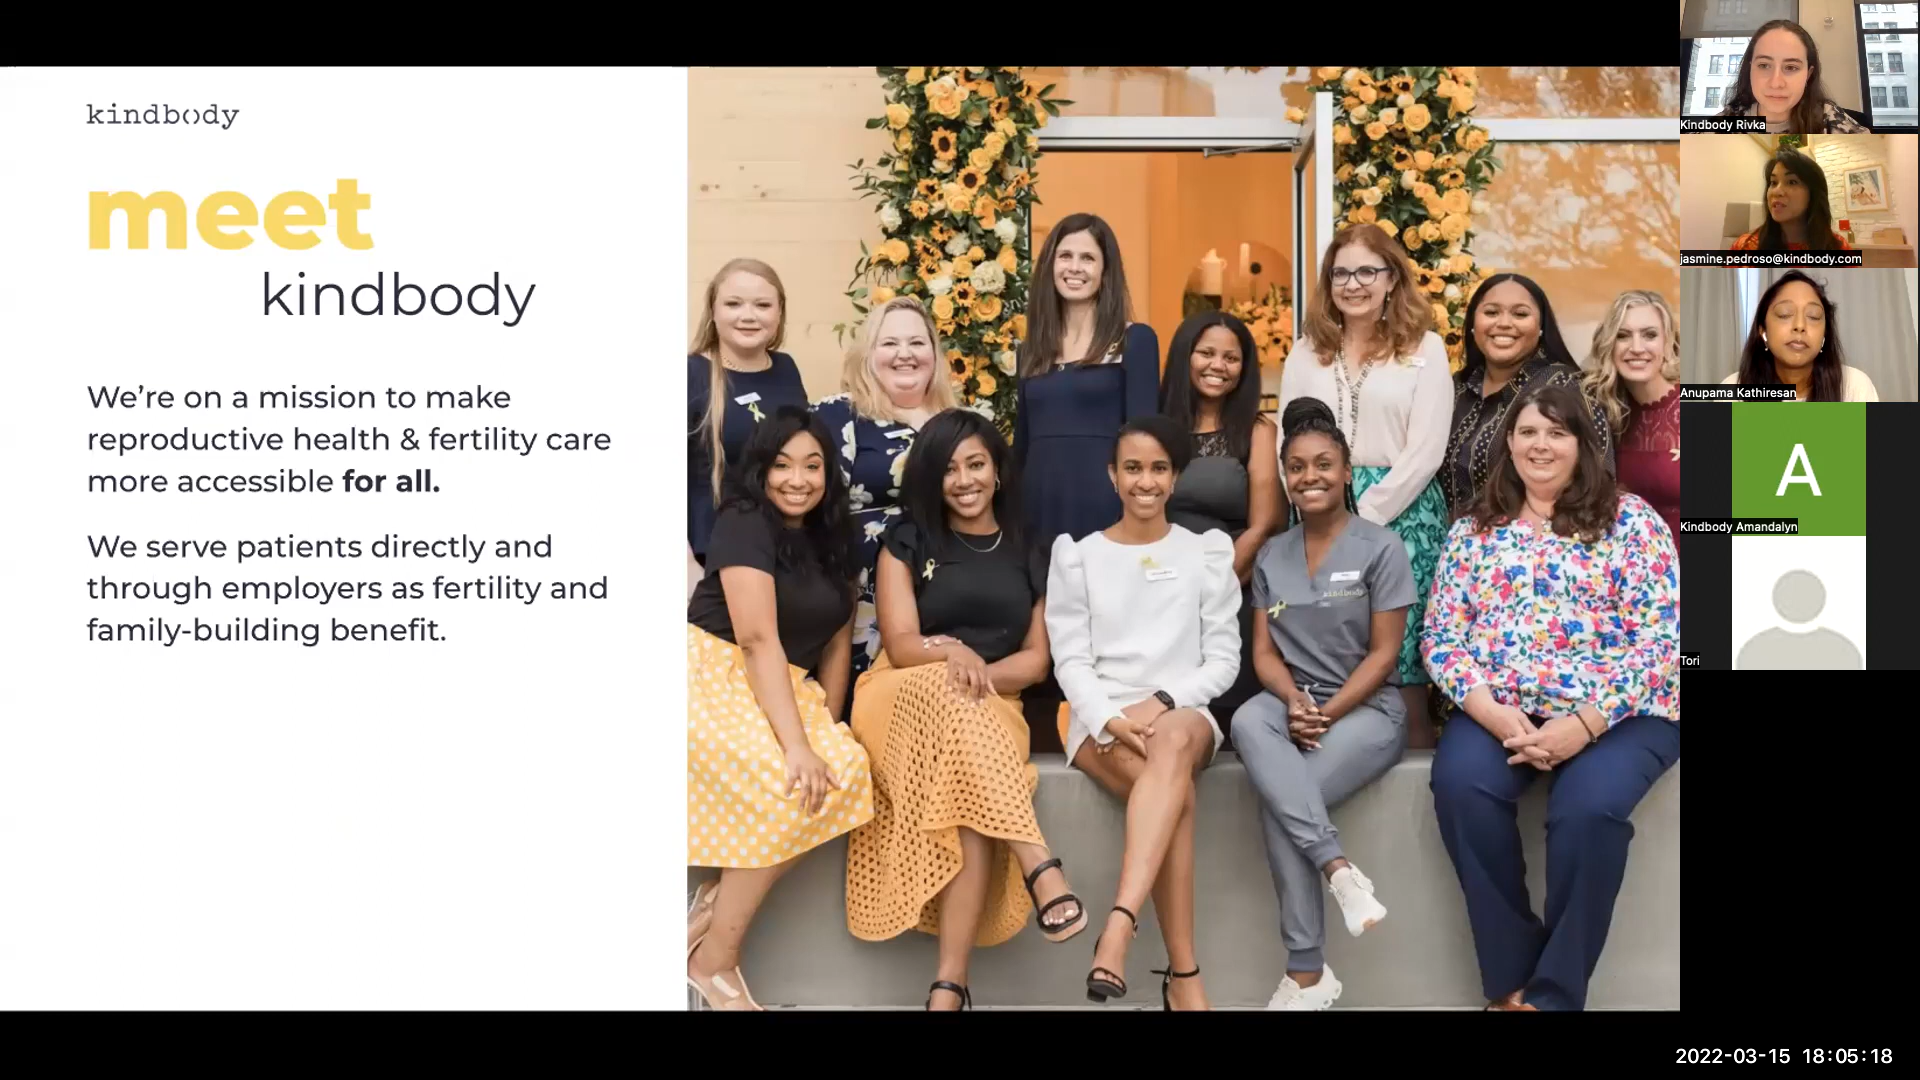 kindbody
meet
kindbody
We’re on a mission to make
reproductive health & fertility care
more accessible for all.
We serve patients directly and
through employers as fertility and
family-building benefit.
kindbody
Kindbody Rivka
jasmine.pedroso@kindbody.com
Anupama Kathiresan
A
Kindbody Amandalyn
Tori
2022-03-15 18:05:18